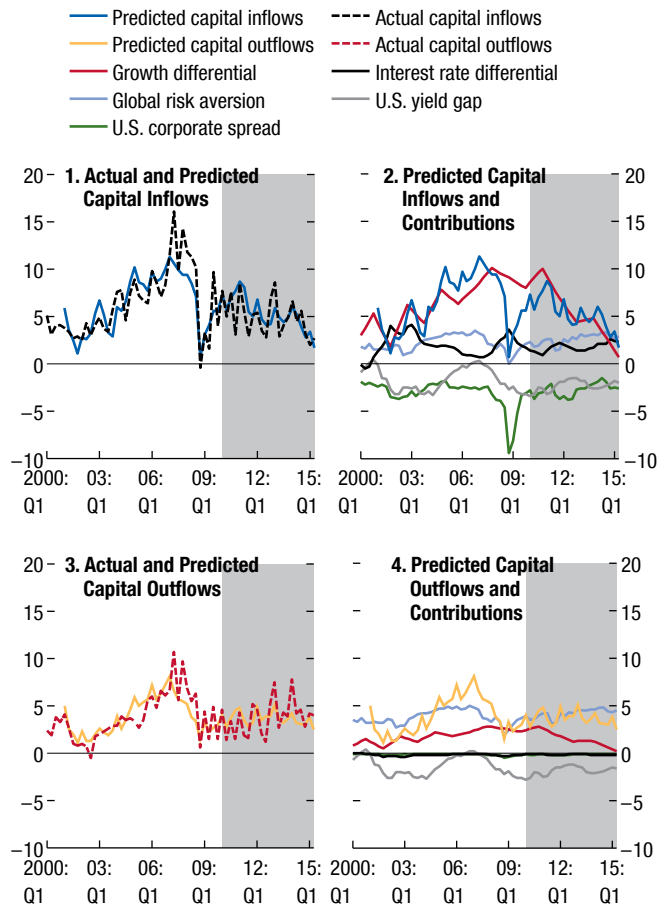 Predicted capital inflows
Actual capital inflows
Predicted capital outflows
Actual capital outflows
Growth differential
Interest rate differential
Global risk aversion
U.S. yield gap
U.S. corporate spread
1. Actual and Predicted
Capital Inflows
20
15
10
5
0
–5
–10
2000:
Q1
03:
Q1
06:
Q1
09:
Q1
12:
Q1
15:
Q1
2. Predicted Capital
Inflows and
Contributions
20
15
10
5
0
–5
–10
2000:
Q1
03:
Q1
06:
Q1
09:
Q1
12:
Q1
15:
Q1
3. Actual and Predicted
Capital Outflows
20
15
10
5
0
–5
–10
2000:
Q1
03:
Q1
06:
Q1
09:
Q1
12:
Q1
15:
Q1
4. Predicted Capital
Outflows and
Contributions
20
15
10
5
0
–5
–10
2000:
Q1
03:
Q1
06:
Q1
09:
Q1
12:
Q1
15:
Q1